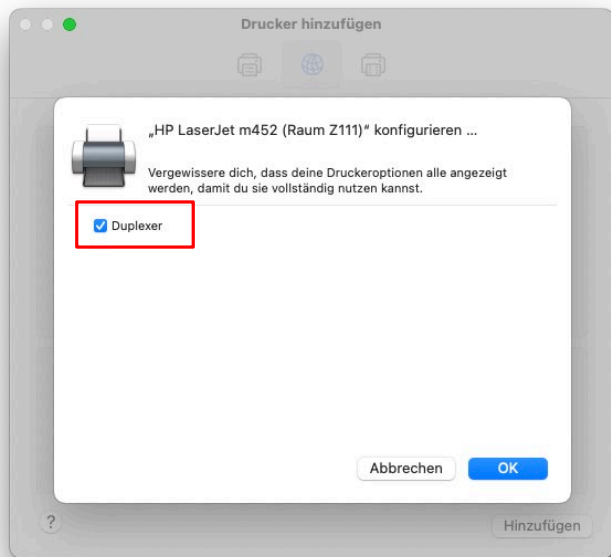 Drucker hinzufügen
„HP LaserJet m452 (Raum Z111)" konfigurieren ...
Vergewissere dich, dass deine Druckeroptionen alle angezeigt
werden, damit du sie vollständig nutzen kannst.
Duplexer
Abbrechen
OK
?
Hinzufügen